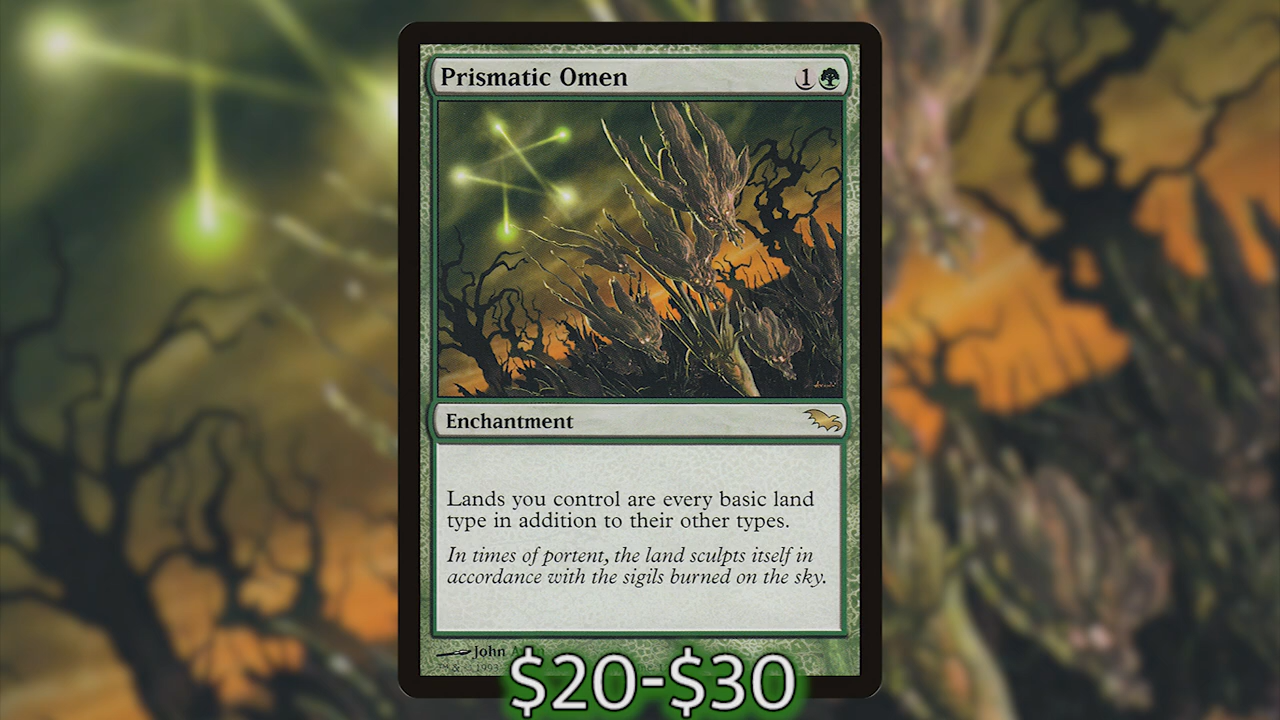 Prismatic Omen 1
Enchantment
Lands you control are every basic land
type in addition to their other types.
In times of portent, the land sculpts itself in
accordance with the sigils burned on the sky.
John
™ & 1993
$20-$30